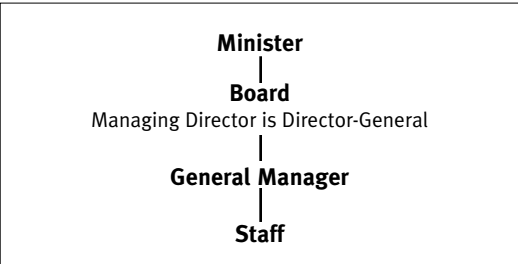 Minister
Board
Managing Director is Director-General
General Manager
Staff